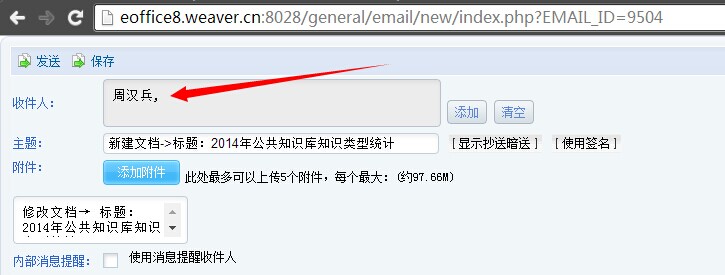 eoffice8.weaver.cn:8028/general/email/new/index.php?EMAIL_ID=9504
发送 保存
收件人： 周汉兵, 添加 清空
主题： 新建文档->标题：2014年公共知识库知识类型统计 [显示抄送暗送] [使用签名]
附件： 添加附件 此处最多可以上传5个附件，每个最大：(约97.66M)
修改文档→ 标题：
2014年公共知识库知识
内部消息提醒： 使用消息提醒收件人